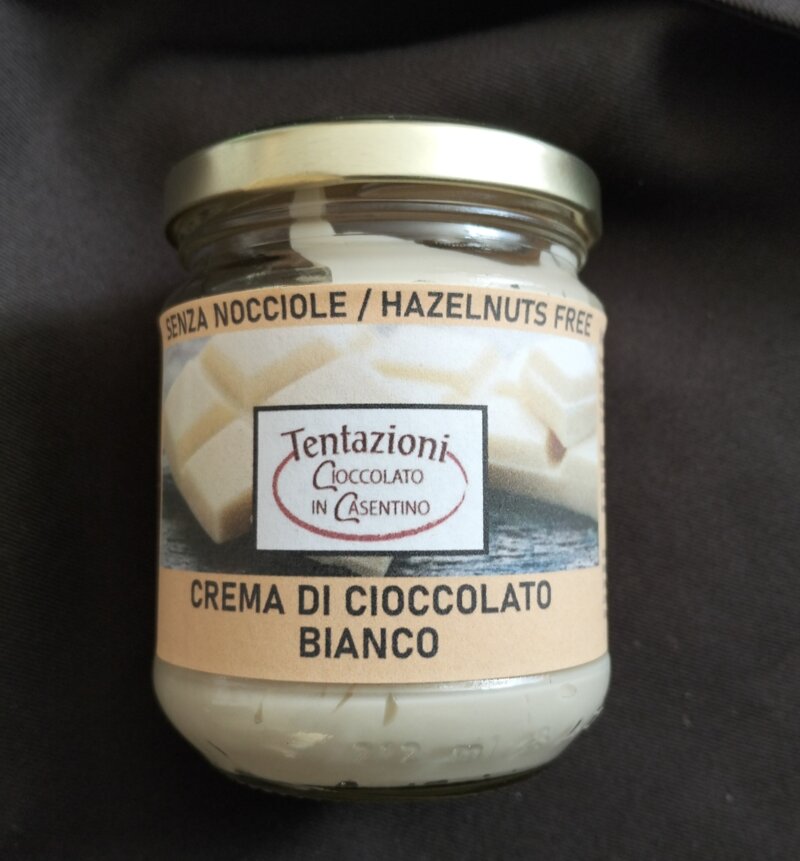 SENZA NOCCIOLE / HAZELNUTS FREE
Tentazioni
CIOCCOLATO
IN CASENTINO
CREMA DI CIOCCOLATO
BIANCO